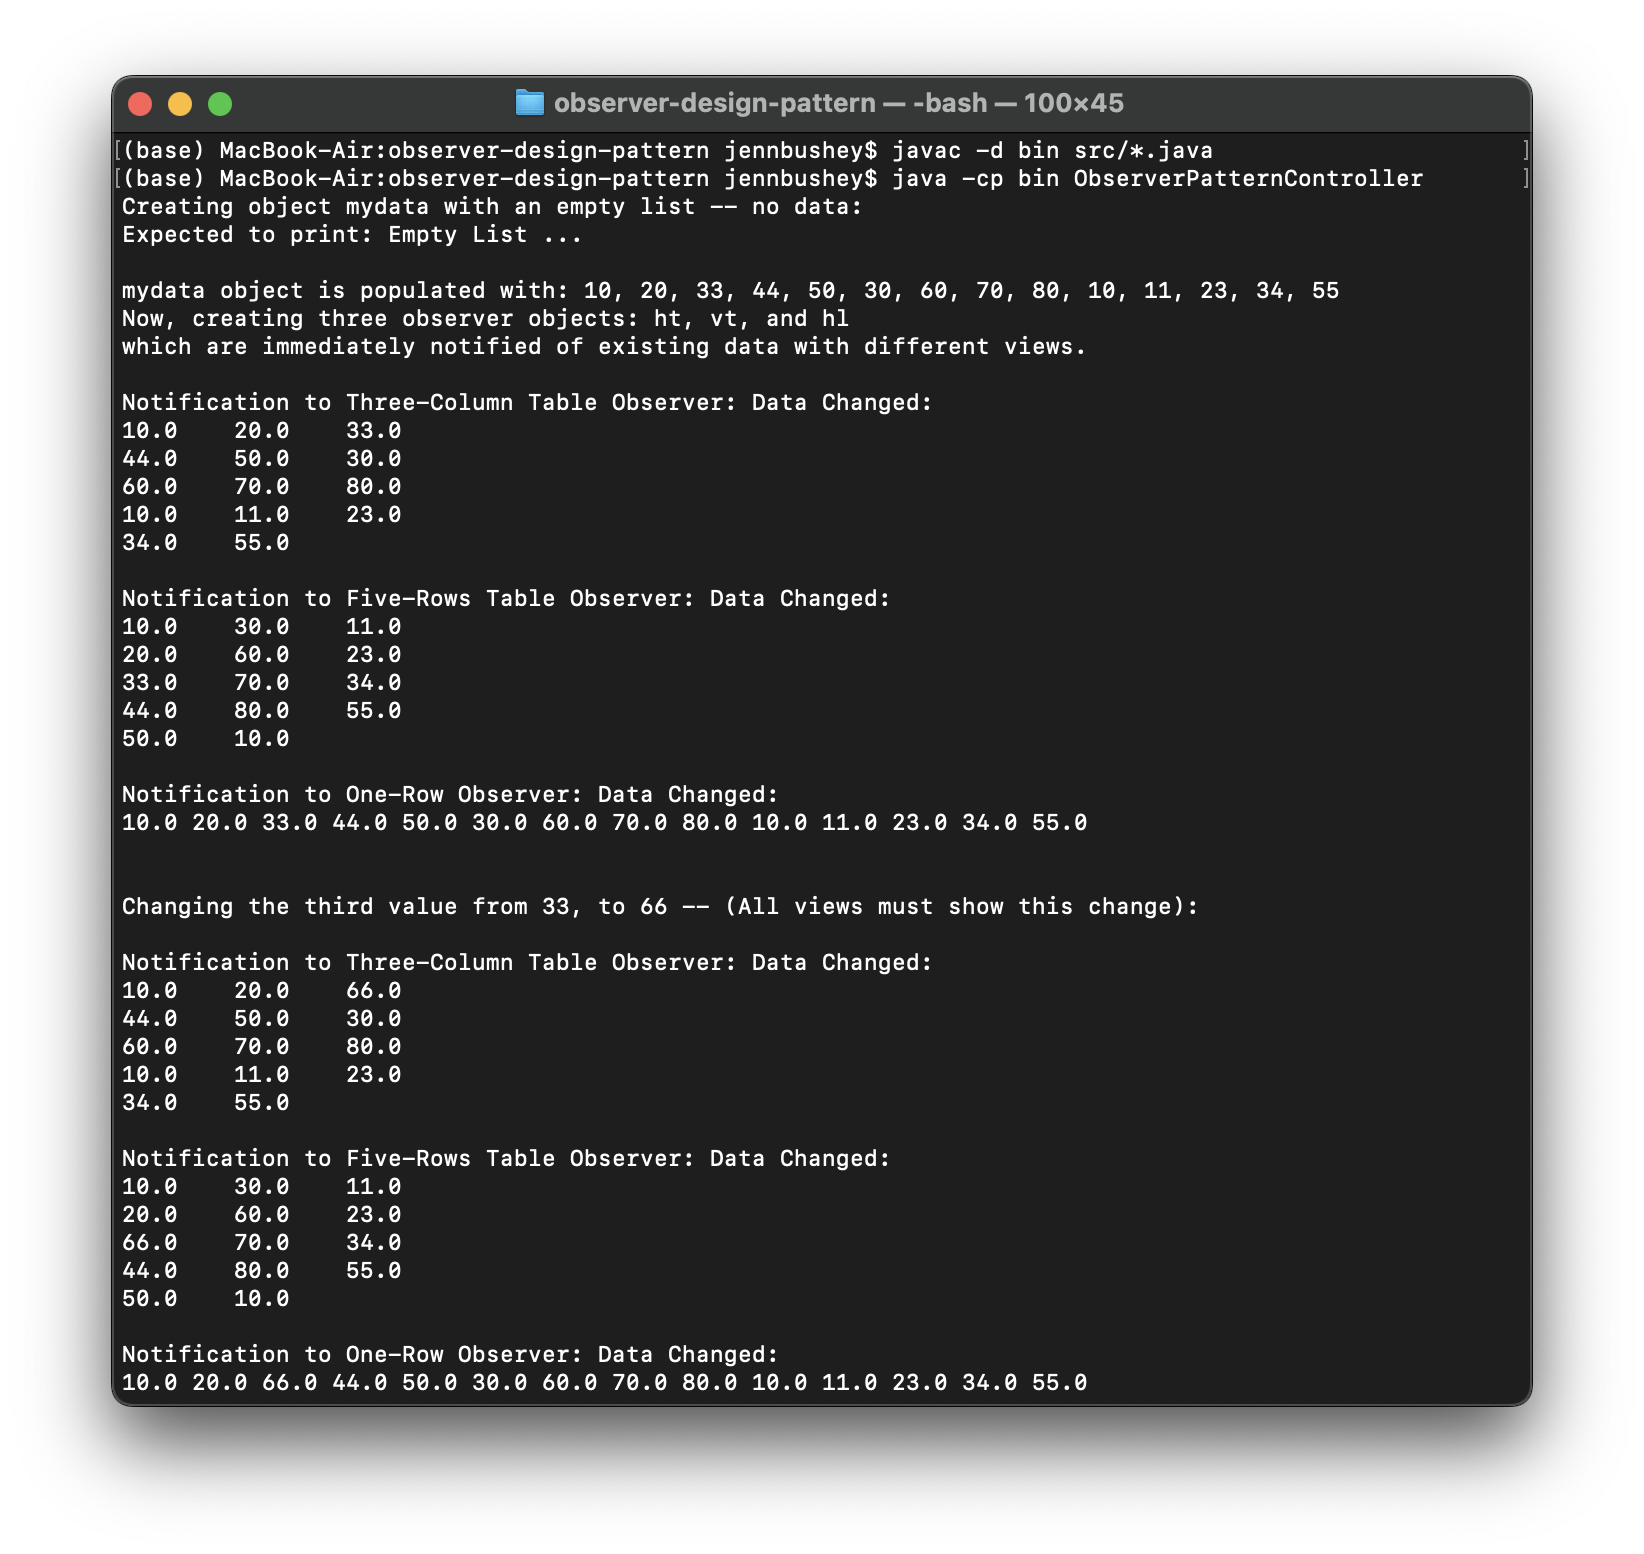 observer-design-pattern — -bash — 100×45
[(base) MacBook-Air:observer-design-pattern jennbushey$ javac -d bin src/*.java ]
[(base) MacBook-Air:observer-design-pattern jennbushey$ java -cp bin ObserverPatternController ]
Creating object mydata with an empty list -- no data:
Expected to print: Empty List ...
mydata object is populated with: 10, 20, 33, 44, 50, 30, 60, 70, 80, 10, 11, 23, 34, 55
Now, creating three observer objects: ht, vt, and hl
which are immediately notified of existing data with different views.
Notification to Three-Column Table Observer: Data Changed:
10.0    20.0    33.0
44.0    50.0    30.0
60.0    70.0    80.0
10.0    11.0    23.0
34.0    55.0
Notification to Five-Rows Table Observer: Data Changed:
10.0    30.0    11.0
20.0    60.0    23.0
33.0    70.0    34.0
44.0    80.0    55.0
50.0    10.0
Notification to One-Row Observer: Data Changed:
10.0 20.0 33.0 44.0 50.0 30.0 60.0 70.0 80.0 10.0 11.0 23.0 34.0 55.0
Changing the third value from 33, to 66 -- (All views must show this change):
Notification to Three-Column Table Observer: Data Changed:
10.0    20.0    66.0
44.0    50.0    30.0
60.0    70.0    80.0
10.0    11.0    23.0
34.0    55.0
Notification to Five-Rows Table Observer: Data Changed:
10.0    30.0    11.0
20.0    60.0    23.0
66.0    70.0    34.0
44.0    80.0    55.0
50.0    10.0
Notification to One-Row Observer: Data Changed:
10.0 20.0 66.0 44.0 50.0 30.0 60.0 70.0 80.0 10.0 11.0 23.0 34.0 55.0